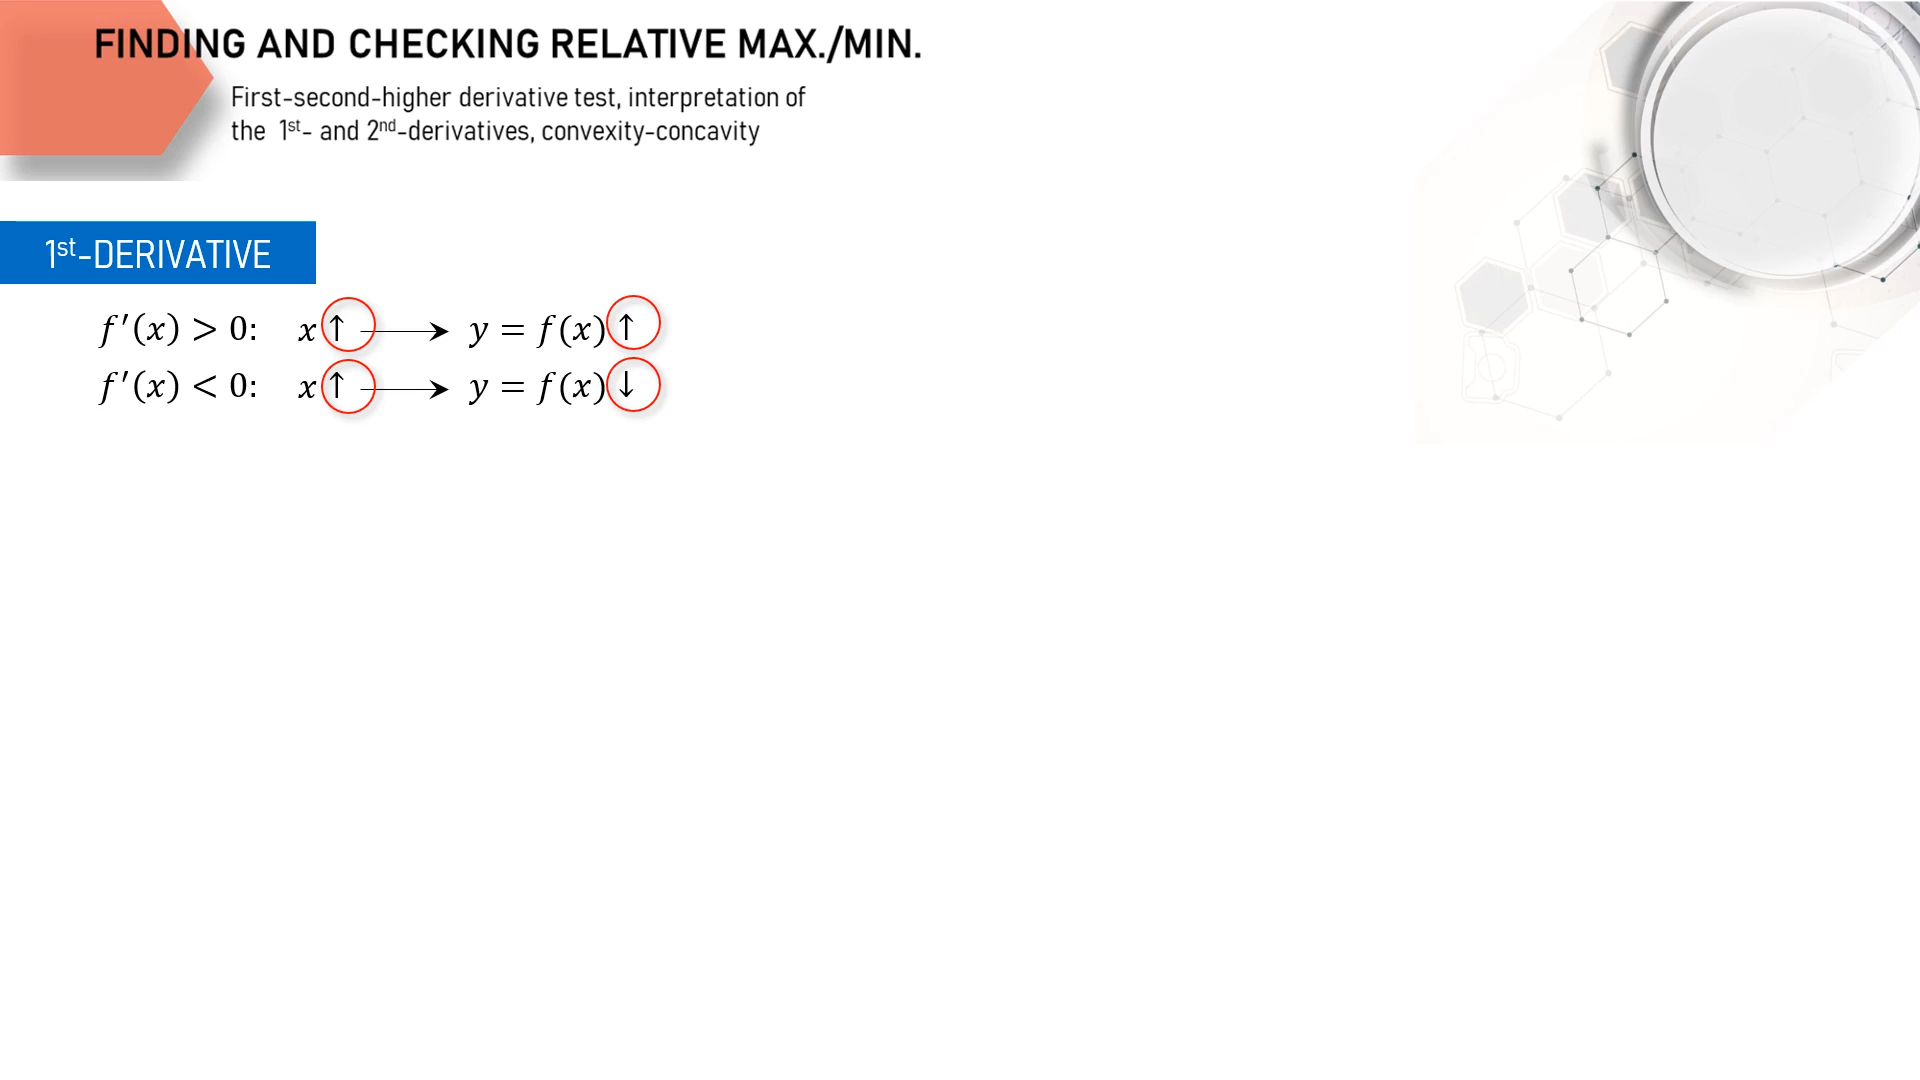 FINDING AND CHECKING RELATIVE MAX./MIN.
First-second-higher derivative test, interpretation of
the 1st- and 2nd-derivatives, convexity-concavity
1st-DERIVATIVE
f′(x) > 0: x ↑ → y = f(x) ↑
f′(x) < 0: x ↑ → y = f(x) ↓